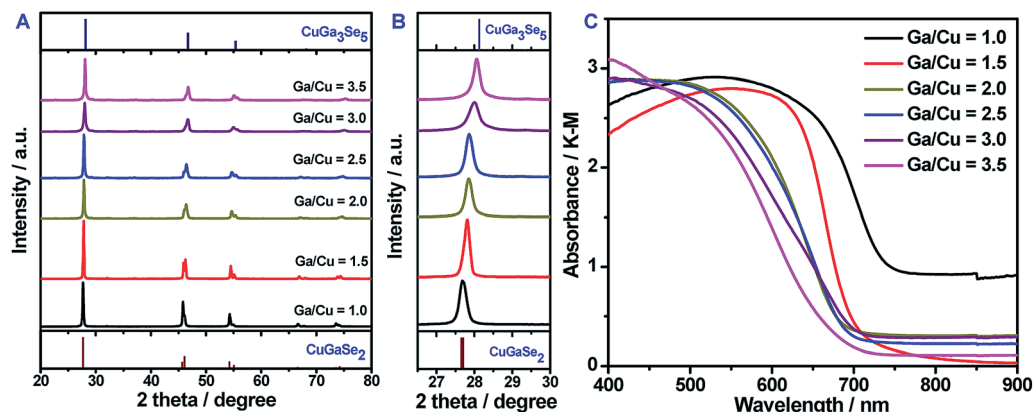 A
CuGa3Se5
Ga/Cu = 3.5
Ga/Cu = 3.0
Ga/Cu = 2.5
Ga/Cu = 2.0
Ga/Cu = 1.5
Ga/Cu = 1.0
CuGaSe2
20 30 40 50 60 70 80
2 theta / degree
Intensity / a.u.
B
CuGa3Se5
CuGaSe2
27 28 29 30
2 theta / degree
Intensity / a.u.
C
Ga/Cu = 1.0
Ga/Cu = 1.5
Ga/Cu = 2.0
Ga/Cu = 2.5
Ga/Cu = 3.0
Ga/Cu = 3.5
3
2
1
0
400 500 600 700 800 900
Wavelength / nm
Absorbance / K-M